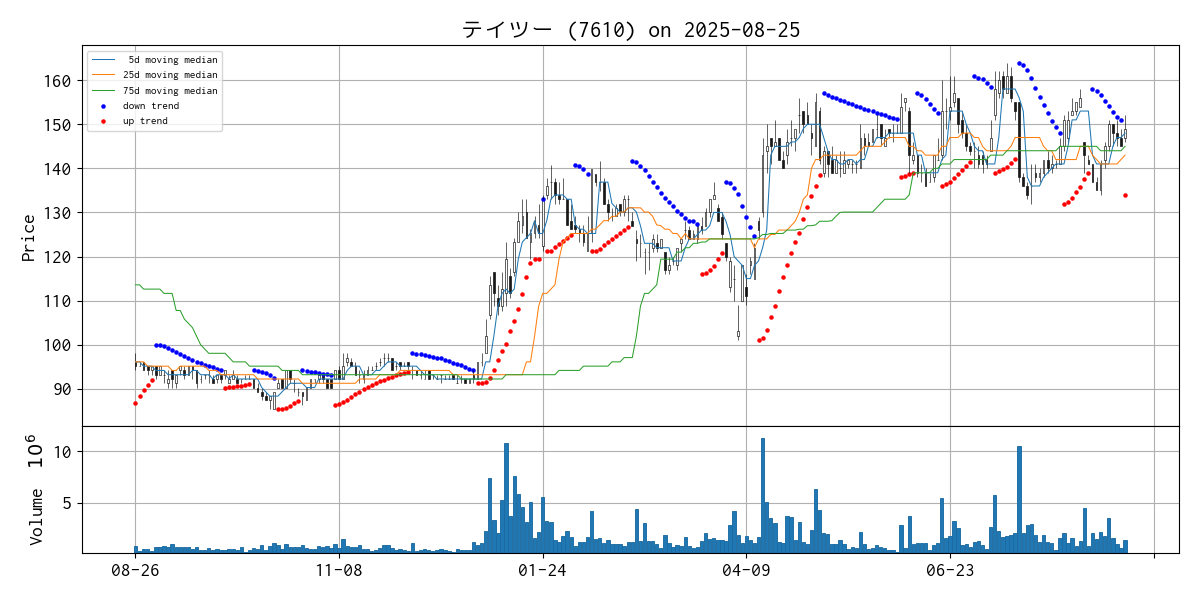 テイツー (7610) on 2025-08-25
5d moving median
25d moving median
75d moving median
down trend
up trend
Price
160
150
140
130
120
110
100
90
Volume 10^6
10
5
08-26
11-08
01-24
04-09
06-23